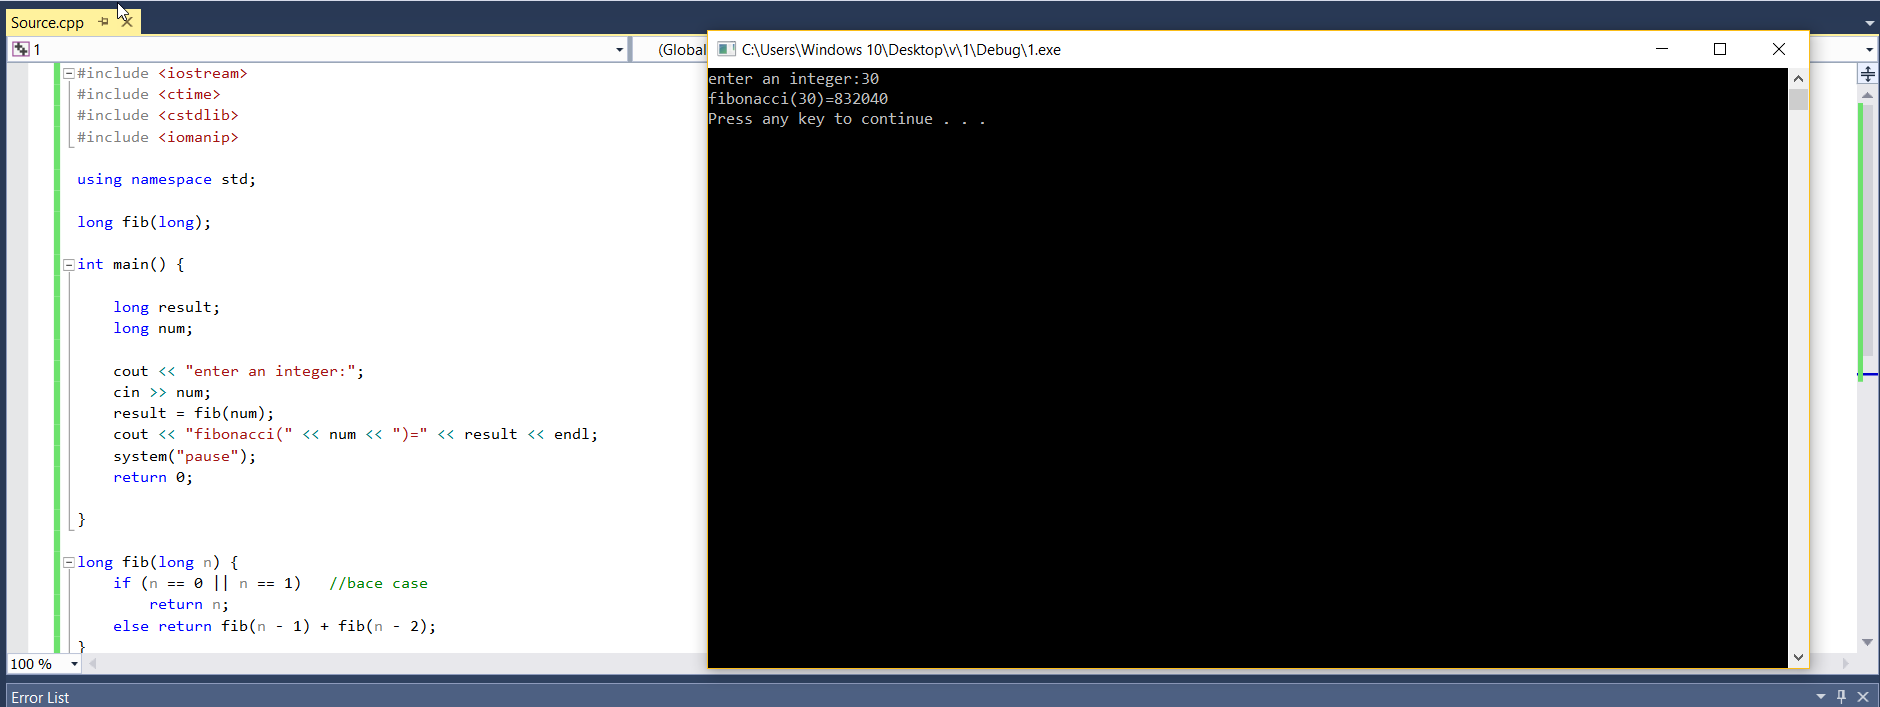 Source.cpp
1
(Global
#include <iostream>
#include <ctime>
#include <cstdlib>
#include <iomanip>
using namespace std;
long fib(long);
int main() {
long result;
long num;
cout << "enter an integer:";
cin >> num;
result = fib(num);
cout << "fibonacci(" << num << ")=" << result << endl;
system("pause");
return 0;
}
long fib(long n) {
if (n == 0 || n == 1)   //bace case
return n;
else return fib(n - 1) + fib(n - 2);
}
100 %
Error List
C:\Users\Windows 10\Desktop\v\1\Debug\1.exe
enter an integer:30
fibonacci(30)=832040
Press any key to continue . . .